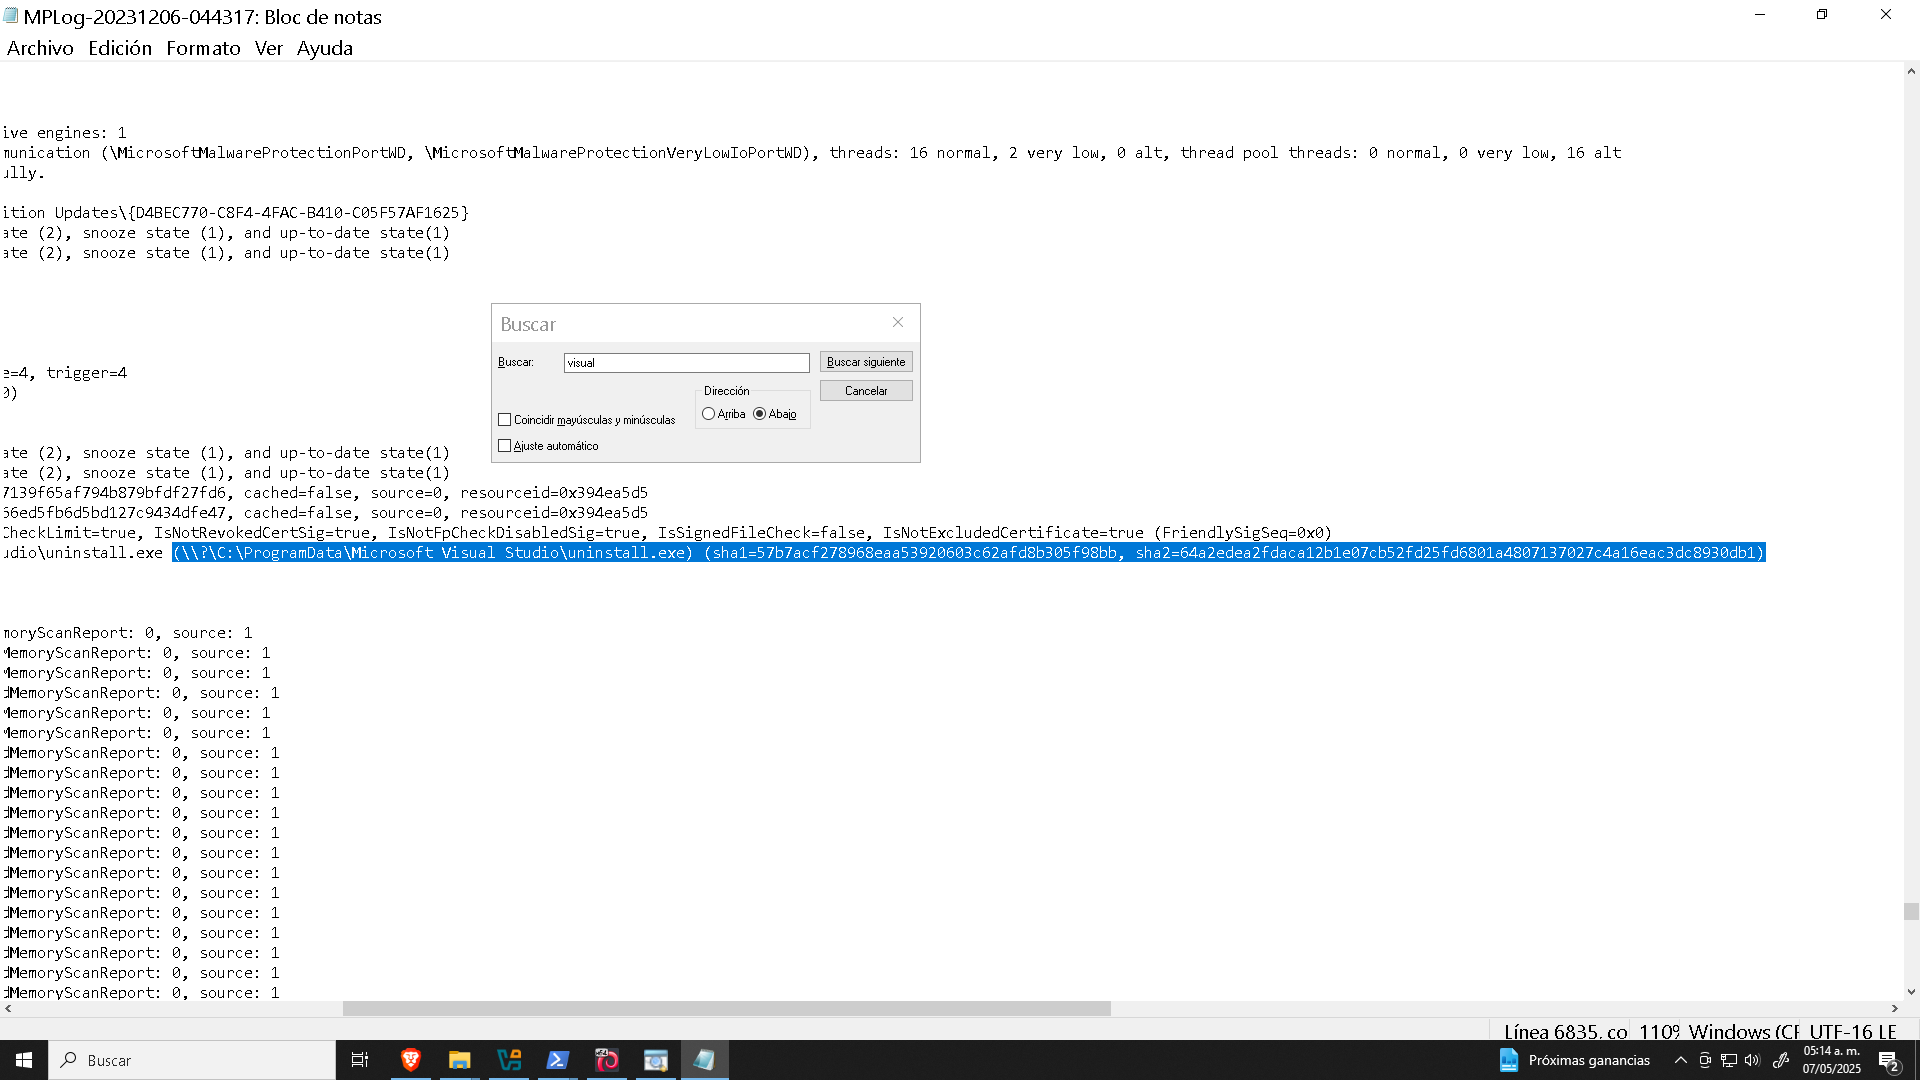 MPLog-20231206-044317: Bloc de notas
Archivo Edición Formato Ver Ayuda
ive engines: 1
munication (\MicrosoftMalwareProtectionPortWD, \MicrosoftMalwareProtectionVeryLowIoPortWD), threads: 16 normal, 2 very low, 0 alt, thread pool threads: 0 normal, 0 very low, 16 alt
ully.
ition Updates\{D4BEC770-C8F4-4FAC-B410-C05F57AF1625}
ate (2), snooze state (1), and up-to-date state(1)
ate (2), snooze state (1), and up-to-date state(1)
Buscar
Buscar: visual Buscar siguiente
Dirección Cancelar
Arriba Abajo
Coincidir mayúsculas y minúsculas
Ajuste automático
e=4, trigger=4
0)
ate (2), snooze state (1), and up-to-date state(1)
ate (2), snooze state (1), and up-to-date state(1)
7139f65af794b879bfdf27fd6, cached=false, source=0, resourceid=0x394ea5d5
66ed5fb6d5bd127c9434dfe47, cached=false, source=0, resourceid=0x394ea5d5
CheckLimit=true, IsNotRevokedCertSig=true, IsNotFpCheckDisabledSig=true, IsSignedFileCheck=false, IsNotExcludedCertificate=true (FriendlySigSeq=0x0)
udio\uninstall.exe (\\?\C:\ProgramData\Microsoft Visual Studio\uninstall.exe) (sha1=57b7acf278968eaa53920603c62afd8b305f98bb, sha2=64a2edea2fdaca12b1e07cb52fd25fd6801a4807137027c4a16eac3dc8930db1)
moryScanReport: 0, source: 1
MemoryScanReport: 0, source: 1
MemoryScanReport: 0, source: 1
dMemoryScanReport: 0, source: 1
MemoryScanReport: 0, source: 1
MemoryScanReport: 0, source: 1
dMemoryScanReport: 0, source: 1
dMemoryScanReport: 0, source: 1
dMemoryScanReport: 0, source: 1
dMemoryScanReport: 0, source: 1
dMemoryScanReport: 0, source: 1
dMemoryScanReport: 0, source: 1
dMemoryScanReport: 0, source: 1
dMemoryScanReport: 0, source: 1
dMemoryScanReport: 0, source: 1
dMemoryScanReport: 0, source: 1
dMemoryScanReport: 0, source: 1
dMemoryScanReport: 0, source: 1
dMemoryScanReport: 0, source: 1
Línea 6835, co 110% Windows (CF UTF-16 LE
Buscar
Próximas ganancias
05:14 a. m.
07/05/2025
2